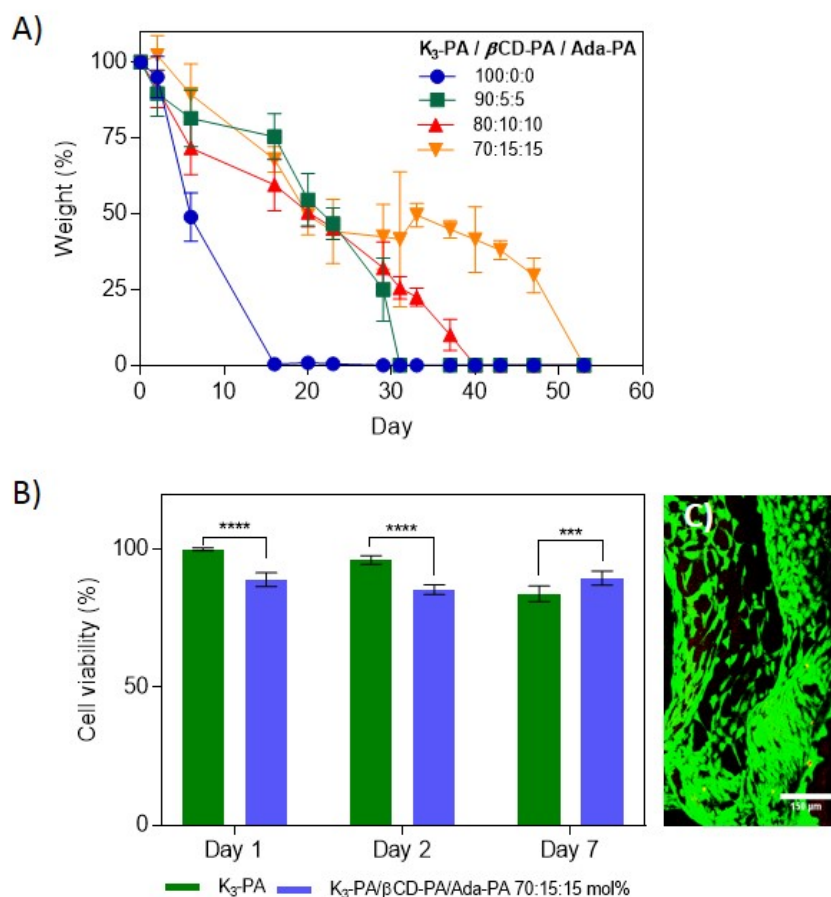 A)
K₃-PA / βCD-PA / Ada-PA
100:0:0
90:5:5
80:10:10
70:15:15
100
75
50
25
0
Weight (%)
0 10 20 30 40 50 60
Day
B)
C)
**** **** ***
100
50
0
Cell viability (%)
Day 1 Day 2 Day 7
150 µm
K₃-PA K₃-PA/βCD-PA/Ada-PA 70:15:15 mol%